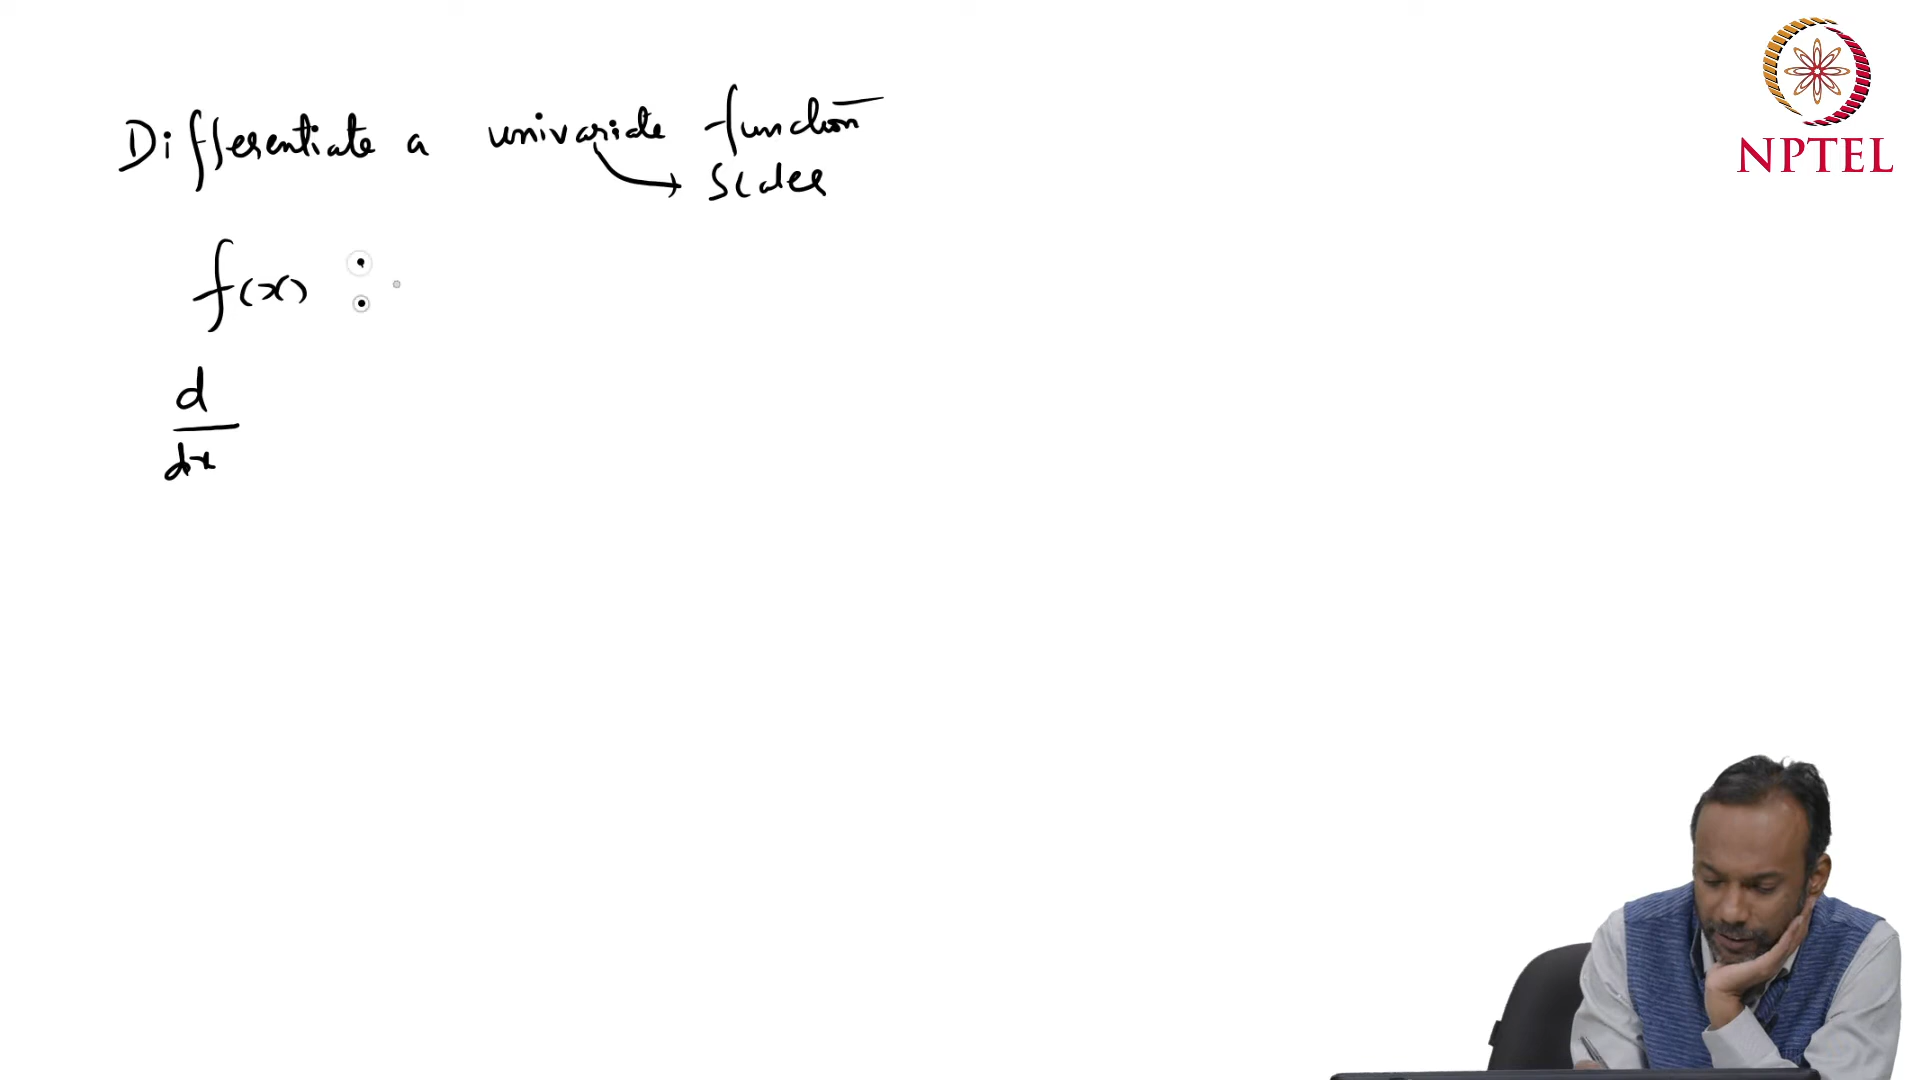 Differentiate a univariate function
Scalar
f(x) :
d
dx
NPTEL